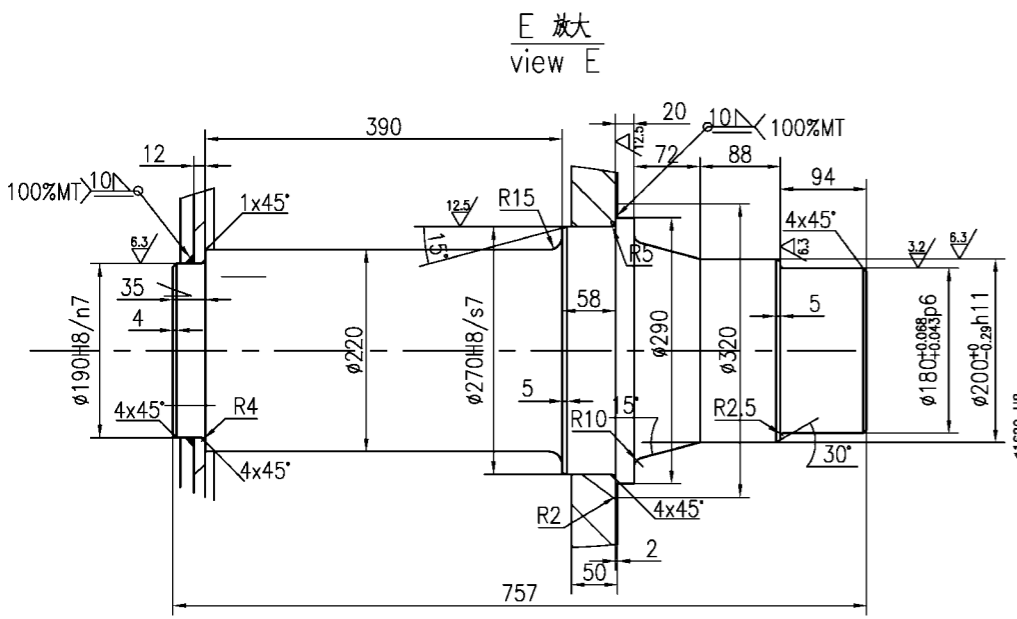 E 放大
view E
20
10
100%MT
390
12.5
12
72
88
94
100%MT
10
1x45°
12.5
R15
4x45°
6.3
15°
R5
6.3
3.2
6.3
35
58
5
4
ø190H8/n7
ø220
ø270H8/s7
ø290
ø320
ø180+0.068+0.043p6
ø200+0-0.29h11
5
4x45°
R4
R10
15°
R2.5
30°
4x45°
R2
4x45°
2
50
757